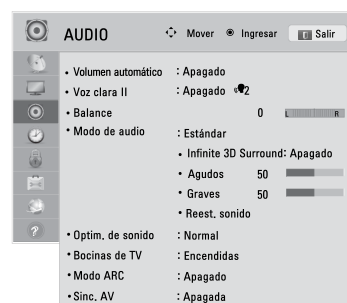 AUDIO Mover Ingresar Salir
• Volumen automático : Apagado
• Voz clara II : Apagado 2
• Balance 0 L R
• Modo de audio : Estándar
• Infinite 3D Surround: Apagado
• Agudos 50
• Graves 50
• Reest. sonido
• Optim. de sonido : Normal
• Bocinas de TV : Encendidas
• Modo ARC : Apagado
• Sinc. AV : Apagada